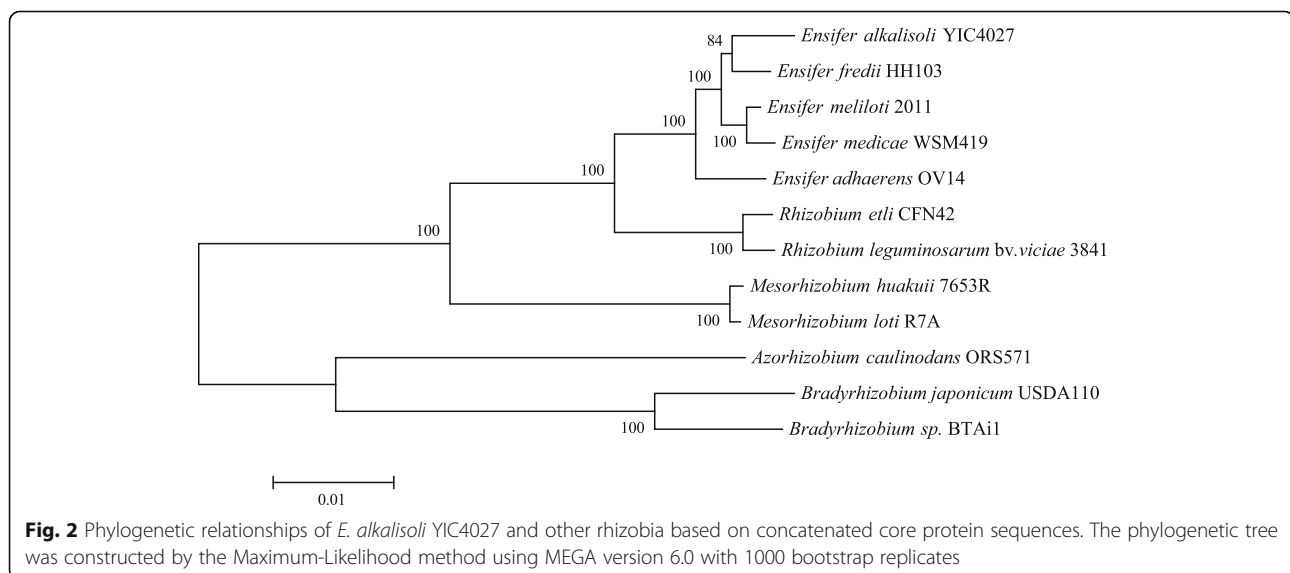 84
Ensifer alkalisoli YIC4027
100
Ensifer fredii HH103
100
Ensifer meliloti 2011
100
Ensifer medicae WSM419
100
Ensifer adhaerens OV14
100
Rhizobium etli CFN42
100
Rhizobium leguminosarum bv.viciae 3841
Mesorhizobium huakuii 7653R
100
Mesorhizobium loti R7A
Azorhizobium caulinodans ORS571
Bradyrhizobium japonicum USDA110
100
Bradyrhizobium sp. BTAi1
0.01
Fig. 2 Phylogenetic relationships of E. alkalisoli YIC4027 and other rhizobia based on concatenated core protein sequences. The phylogenetic tree
was constructed by the Maximum-Likelihood method using MEGA version 6.0 with 1000 bootstrap replicates